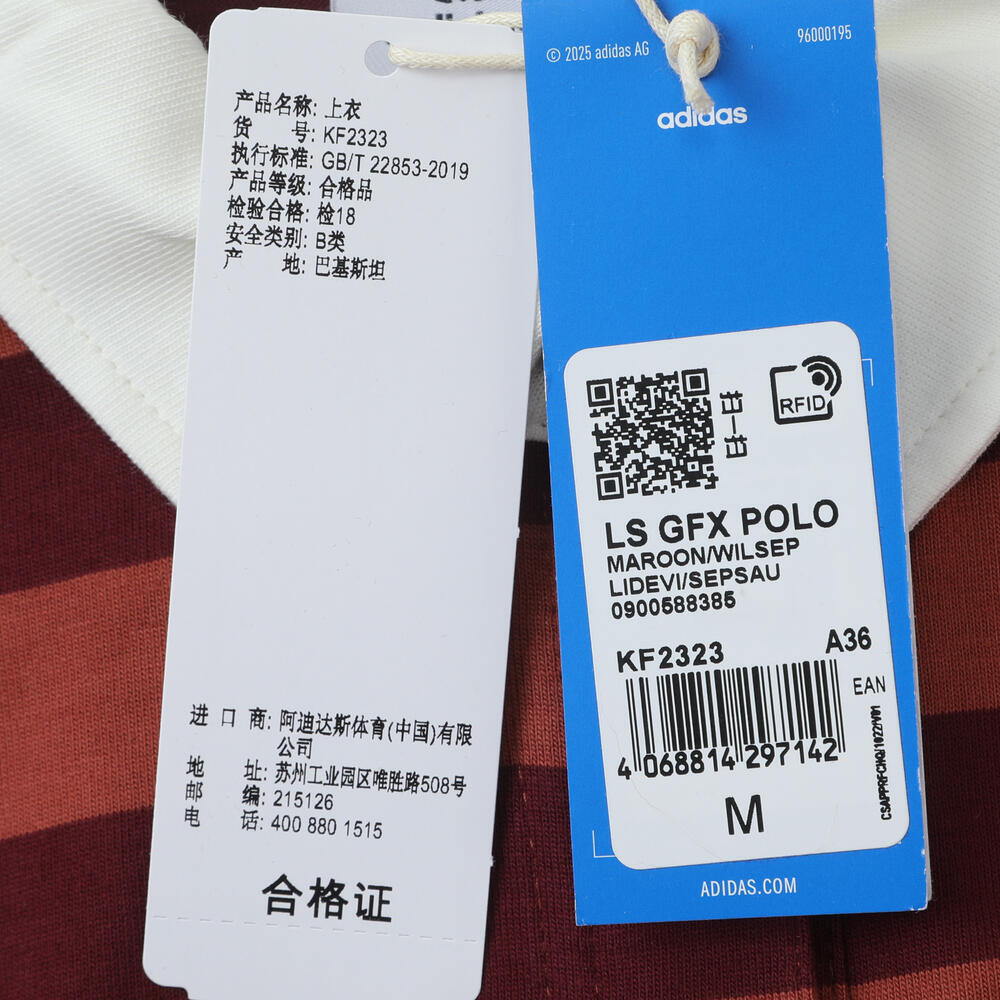 产品名称: 上衣
货 号: KF2323
执行标准: GB/T 22853-2019
产品等级: 合格品
检验合格: 检18
安全类别: B类
产 地: 巴基斯坦
进 口 商: 阿迪达斯体育(中国)有限
公司
地 址: 苏州工业园区唯胜路508号
邮 编: 215126
电 话: 400 880 1515
合格证
© 2025 adidas AG
96000195
adidas
RFID
LS GFX POLO
MAROON/WILSEP
LIDEVI/SEPSAU
0900588385
KF2323
A36
EAN
4 068814 297142
M
CSAPPRFCHQ/1022/V01
ADIDAS.COM